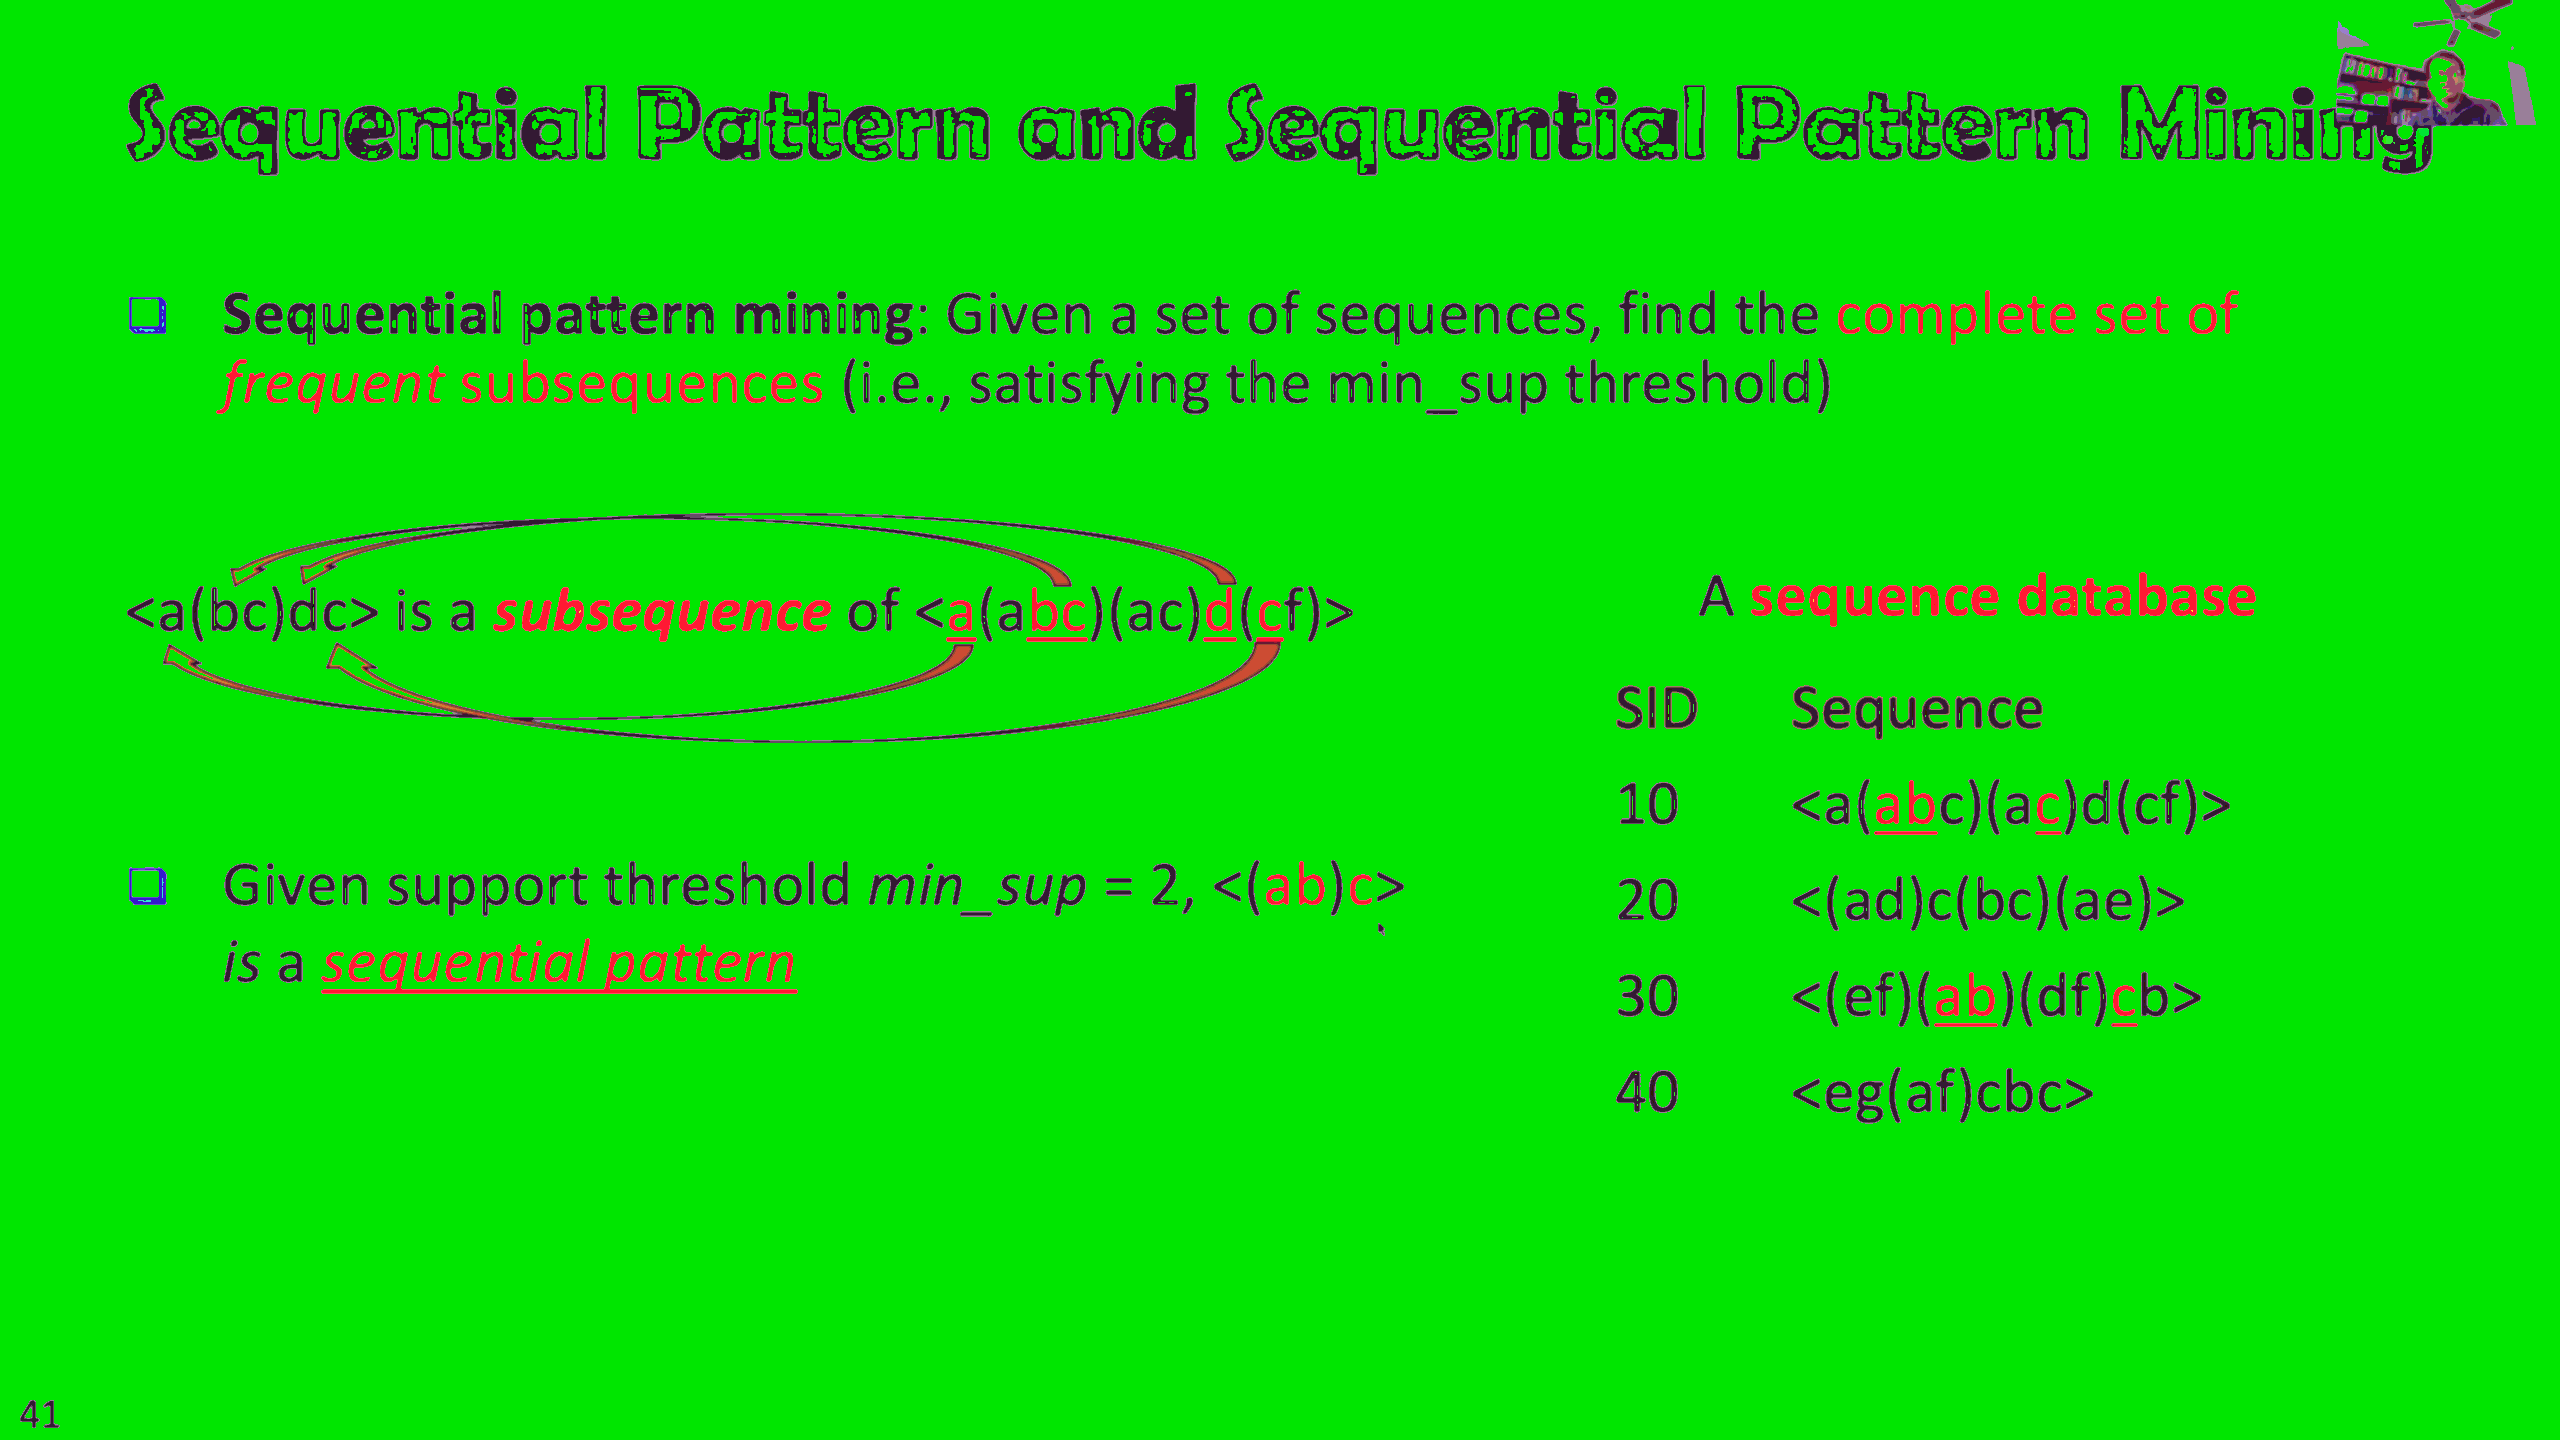 Sequential Pattern and Sequential Pattern Mining
Sequential pattern mining: Given a set of sequences, find the complete set of
frequent subsequences (i.e., satisfying the min_sup threshold)
<a(bc)dc> is a subsequence of <a(abc)(ac)d(cf)>
Given support threshold min_sup = 2, <(ab)c>
is a sequential pattern
A sequence database
SID Sequence
10 <a(abc)(ac)d(cf)>
20 <(ad)c(bc)(ae)>
30 <(ef)(ab)(df)cb>
40 <eg(af)cbc>
41